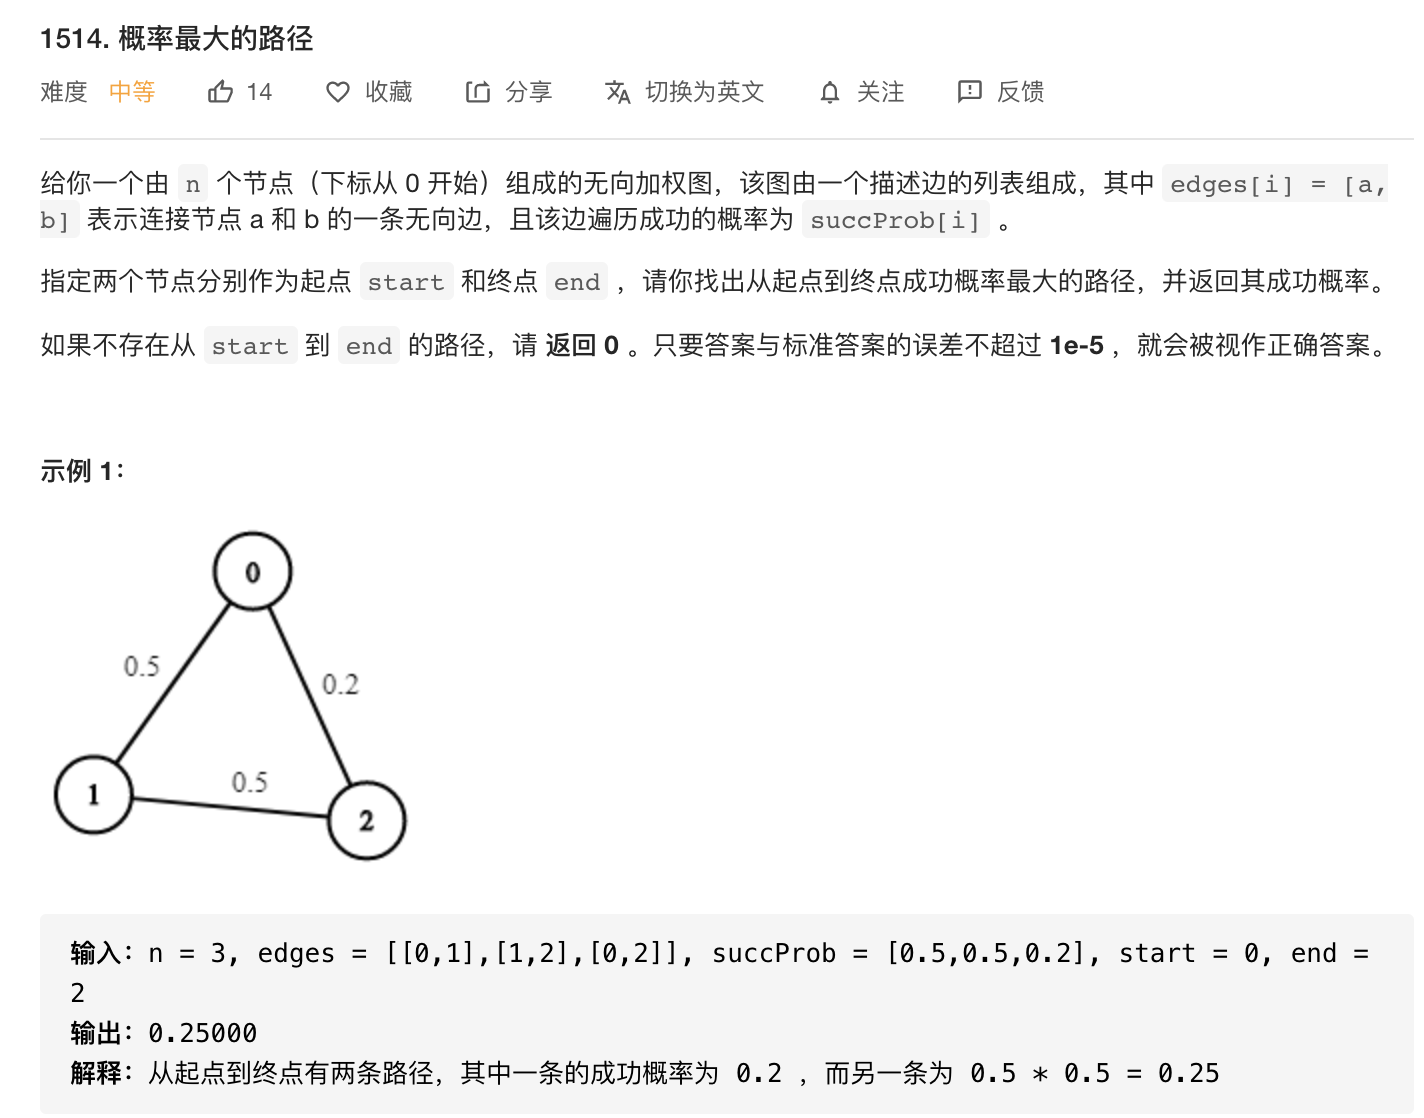 1514. 概率最大的路径
难度 中等 14 收藏 分享 切换为英文 关注 反馈
给你一个由 n 个节点（下标从 0 开始）组成的无向加权图，该图由一个描述边的列表组成，其中 edges[i] = [a,
b] 表示连接节点 a 和 b 的一条无向边，且该边遍历成功的概率为 succProb[i] 。
指定两个节点分别作为起点 start 和终点 end ，请你找出从起点到终点成功概率最大的路径，并返回其成功概率。
如果不存在从 start 到 end 的路径，请 返回 0 。只要答案与标准答案的误差不超过 1e-5 ，就会被视作正确答案。
示例 1：
0
0.5
0.2
0.5
1
2
输入：n = 3, edges = [[0,1],[1,2],[0,2]], succProb = [0.5,0.5,0.2], start = 0, end =
2
输出：0.25000
解释：从起点到终点有两条路径，其中一条的成功概率为 0.2 ，而另一条为 0.5 * 0.5 = 0.25